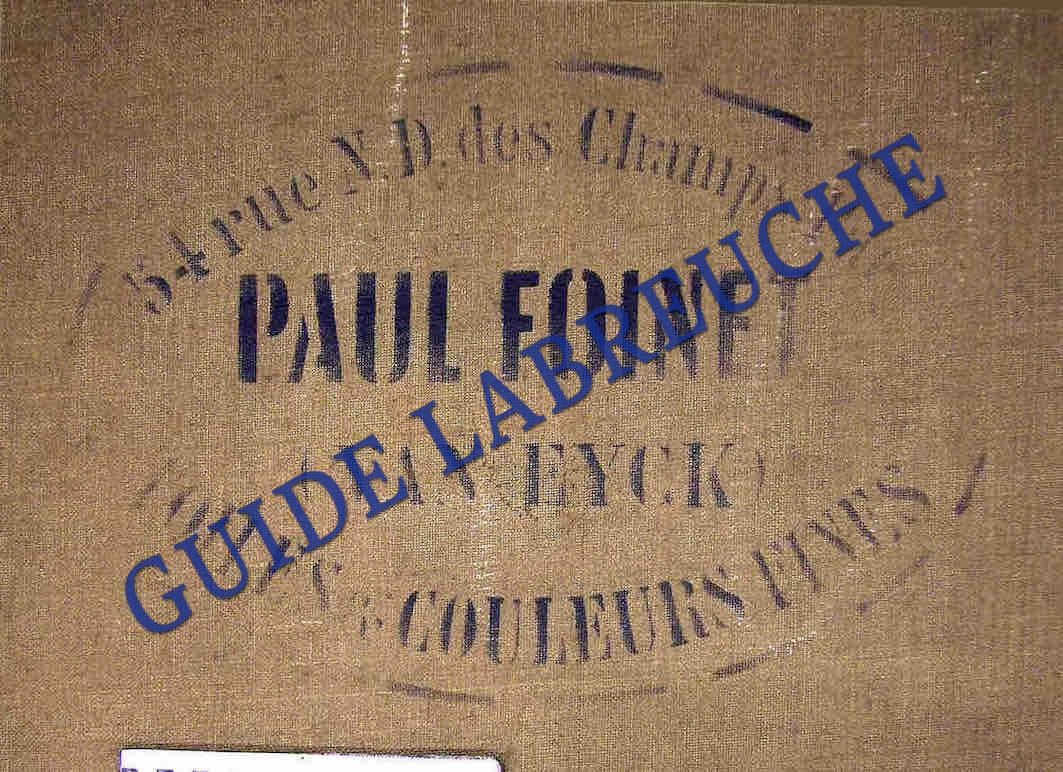 54 rue N.D. des Champs
PAUL FOINET
(VAN EYCK)
COULEURS FINES
GUIDE LABREUCHE